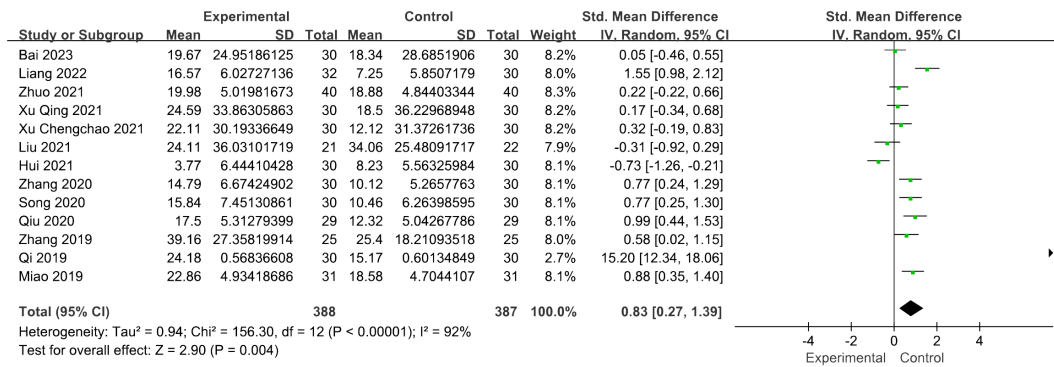 Experimental Control Std. Mean Difference Std. Mean Difference
Study or Subgroup Mean SD Total Mean SD Total Weight IV, Random, 95% CI IV, Random, 95% CI
Bai 2023 19.67 24.95186125 30 18.34 28.6851906 30 8.2% 0.05 [-0.46, 0.55]
Liang 2022 16.57 6.02727136 32 7.25 5.8507179 30 8.0% 1.55 [0.98, 2.12]
Zhuo 2021 19.98 5.01981673 40 18.88 4.84403344 40 8.3% 0.22 [-0.22, 0.66]
Xu Qing 2021 24.59 33.86305863 30 18.5 36.22968948 30 8.2% 0.17 [-0.34, 0.68]
Xu Chengchao 2021 22.11 30.19336649 30 12.12 31.37261736 30 8.2% 0.32 [-0.19, 0.83]
Liu 2021 24.11 36.03101719 21 34.06 25.48091717 22 7.9% -0.31 [-0.92, 0.29]
Hui 2021 3.77 6.44410428 30 8.23 5.56325984 30 8.1% -0.73 [-1.26, -0.21]
Zhang 2020 14.79 6.67424902 30 10.12 5.2657763 30 8.1% 0.77 [0.24, 1.29]
Song 2020 15.84 7.45130861 30 10.46 6.26398595 30 8.1% 0.77 [0.25, 1.30]
Qiu 2020 17.5 5.31279399 29 12.32 5.04267786 29 8.1% 0.99 [0.44, 1.53]
Zhang 2019 39.16 27.35819914 25 25.4 18.21093518 25 8.0% 0.58 [0.02, 1.15]
Qi 2019 24.18 0.56836608 30 15.17 0.60134849 30 2.7% 15.20 [12.34, 18.06]
Miao 2019 22.86 4.93418686 31 18.58 4.7044107 31 8.1% 0.88 [0.35, 1.40]
Total (95% CI) 388 387 100.0% 0.83 [0.27, 1.39]
Heterogeneity: Tau² = 0.94; Chi² = 156.30, df = 12 (P < 0.00001); I² = 92%
Test for overall effect: Z = 2.90 (P = 0.004)
-4 -2 0 2 4
Experimental Control